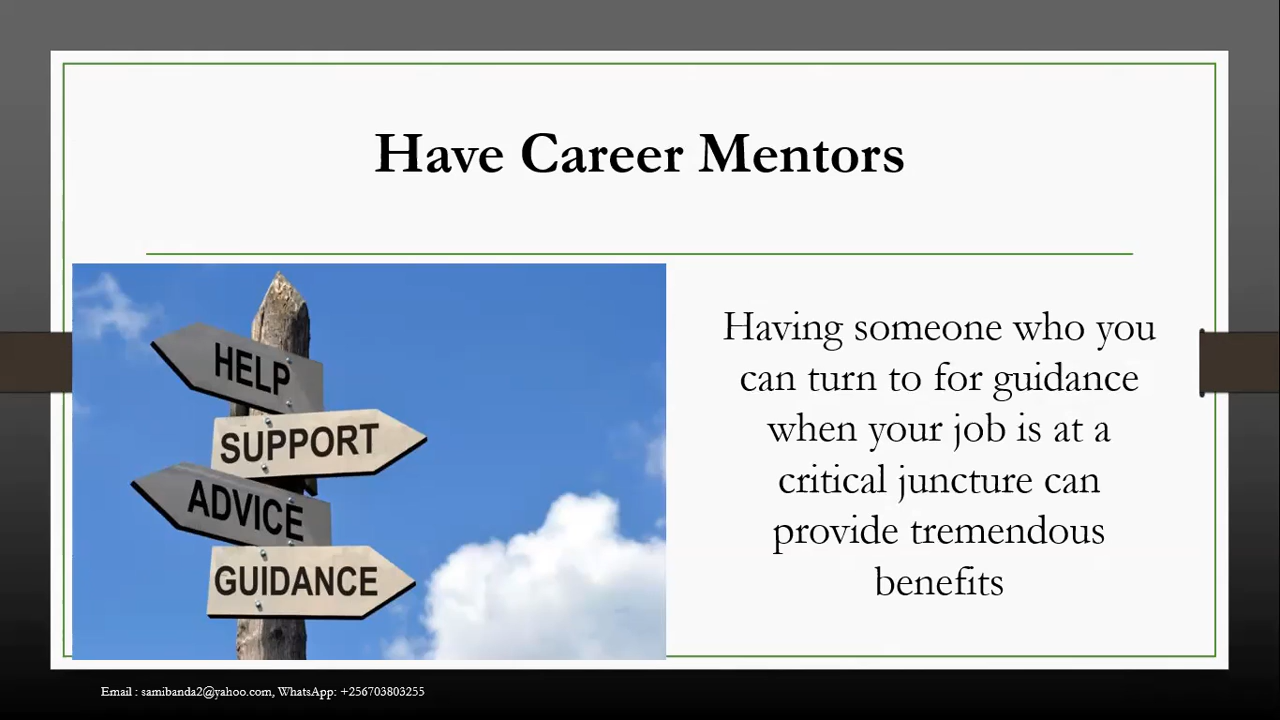 Have Career Mentors
HELP
SUPPORT
ADVICE
GUIDANCE
Having someone who you
can turn to for guidance
when your job is at a
critical juncture can
provide tremendous
benefits
Email : samibanda2@yahoo.com, WhatsApp: +256703803255